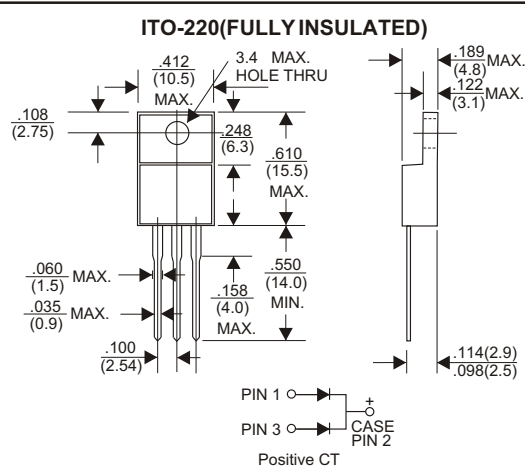 ITO-220(FULLY INSULATED)
.412
(10.5)
MAX.
3.4 MAX.
HOLE THRU
.108
(2.75)
.248
(6.3)
.610
(15.5)
MAX.
.060 MAX.
(1.5)
.035 MAX.
(0.9)
.100
(2.54)
.158
(4.0)
MAX.
.550
(14.0)
MIN.
.189 MAX.
(4.8)
.122 MAX.
(3.1)
.114(2.9)
.098(2.5)
PIN 1
PIN 3
+
CASE
PIN 2
Positive CT